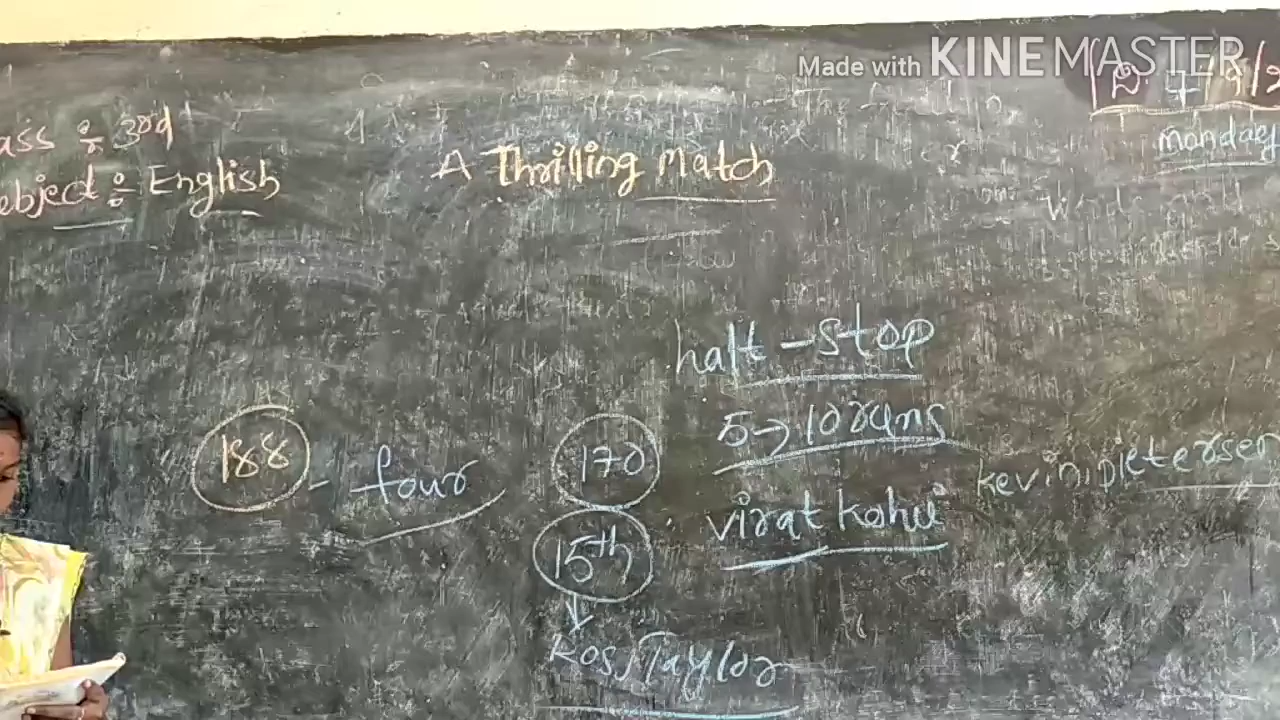 Made with KINEMASTER
ass ÷ 3rd
ubject ÷ English
A Thrilling Match
monday
halt - stop
5 → 10 runs
188 - four
170
kevin pietersen
virat kohli
15th
↓
Ross Taylor